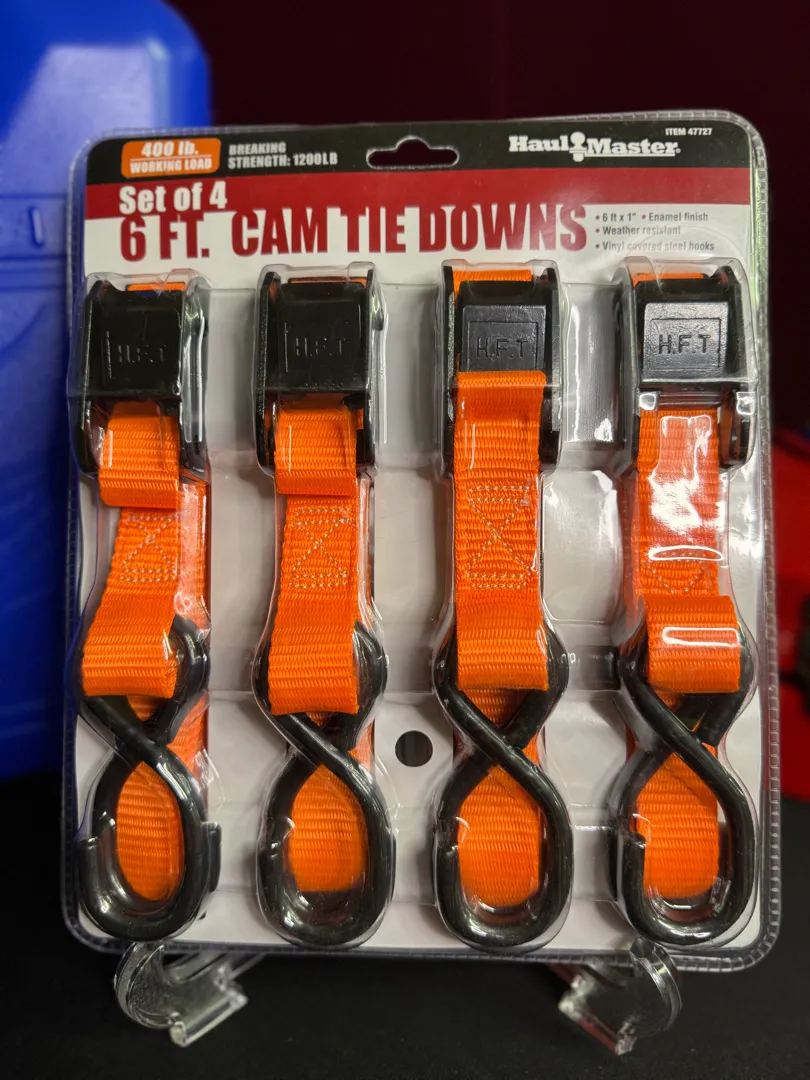 400 lb.
WORKING LOAD
BREAKING
STRENGTH: 1200LB
Haul Master®
ITEM 47727
Set of 4
6 FT. CAM TIE DOWNS
• 6 ft x 1" • Enamel finish
• Weather resistant
• Vinyl covered steel hooks
H.F.T
H.F.T
H.F.T
H.F.T